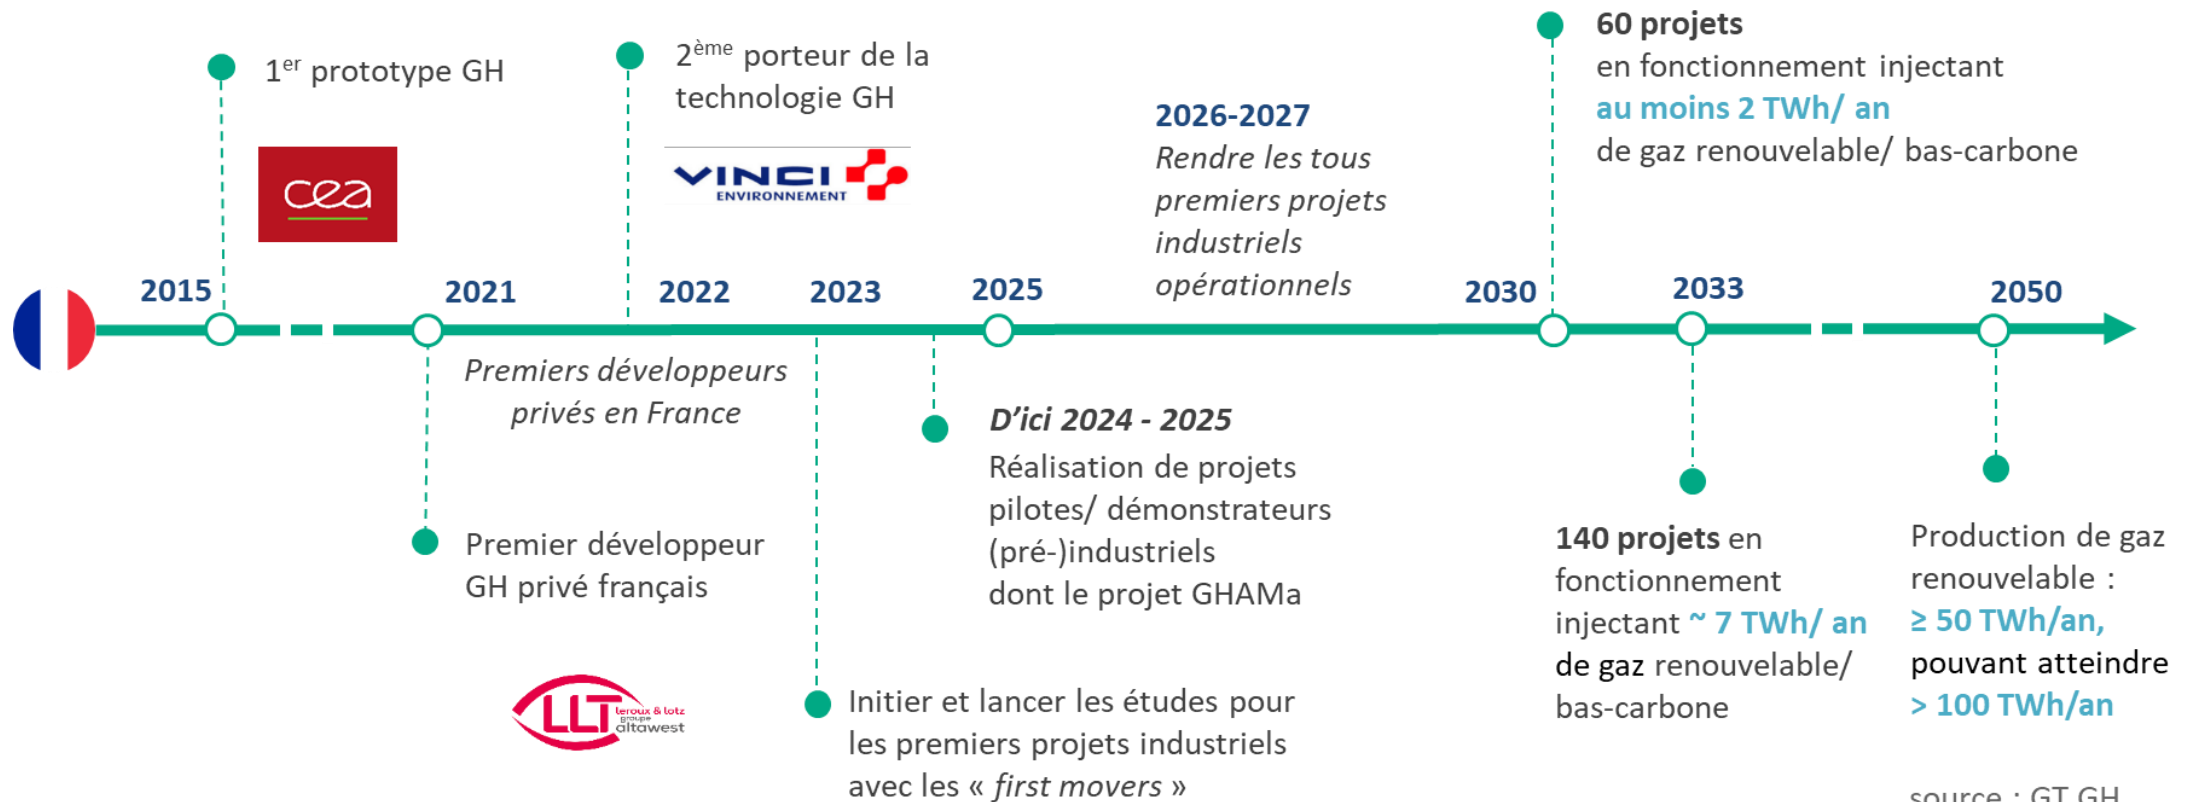 1er prototype GH
cea
2ème porteur de la
technologie GH
VINCI
ENVIRONNEMENT
2026-2027
Rendre les tous
premiers projets
industriels
opérationnels
60 projets
en fonctionnement injectant
au moins 2 TWh/ an
de gaz renouvelable/ bas-carbone
2015
2021
2022
2023
2025
2030
2033
2050
Premiers développeurs
privés en France
Premier développeur
GH privé français
LLT
leroux & lotz
groupe
altawest
D’ici 2024 - 2025
Réalisation de projets
pilotes/ démonstrateurs
(pré-)industriels
dont le projet GHAMa
Initier et lancer les études pour
les premiers projets industriels
avec les « first movers »
140 projets en
fonctionnement
injectant ~ 7 TWh/ an
de gaz renouvelable/
bas-carbone
Production de gaz
renouvelable :
≥ 50 TWh/an,
pouvant atteindre
> 100 TWh/an
source : GT GH